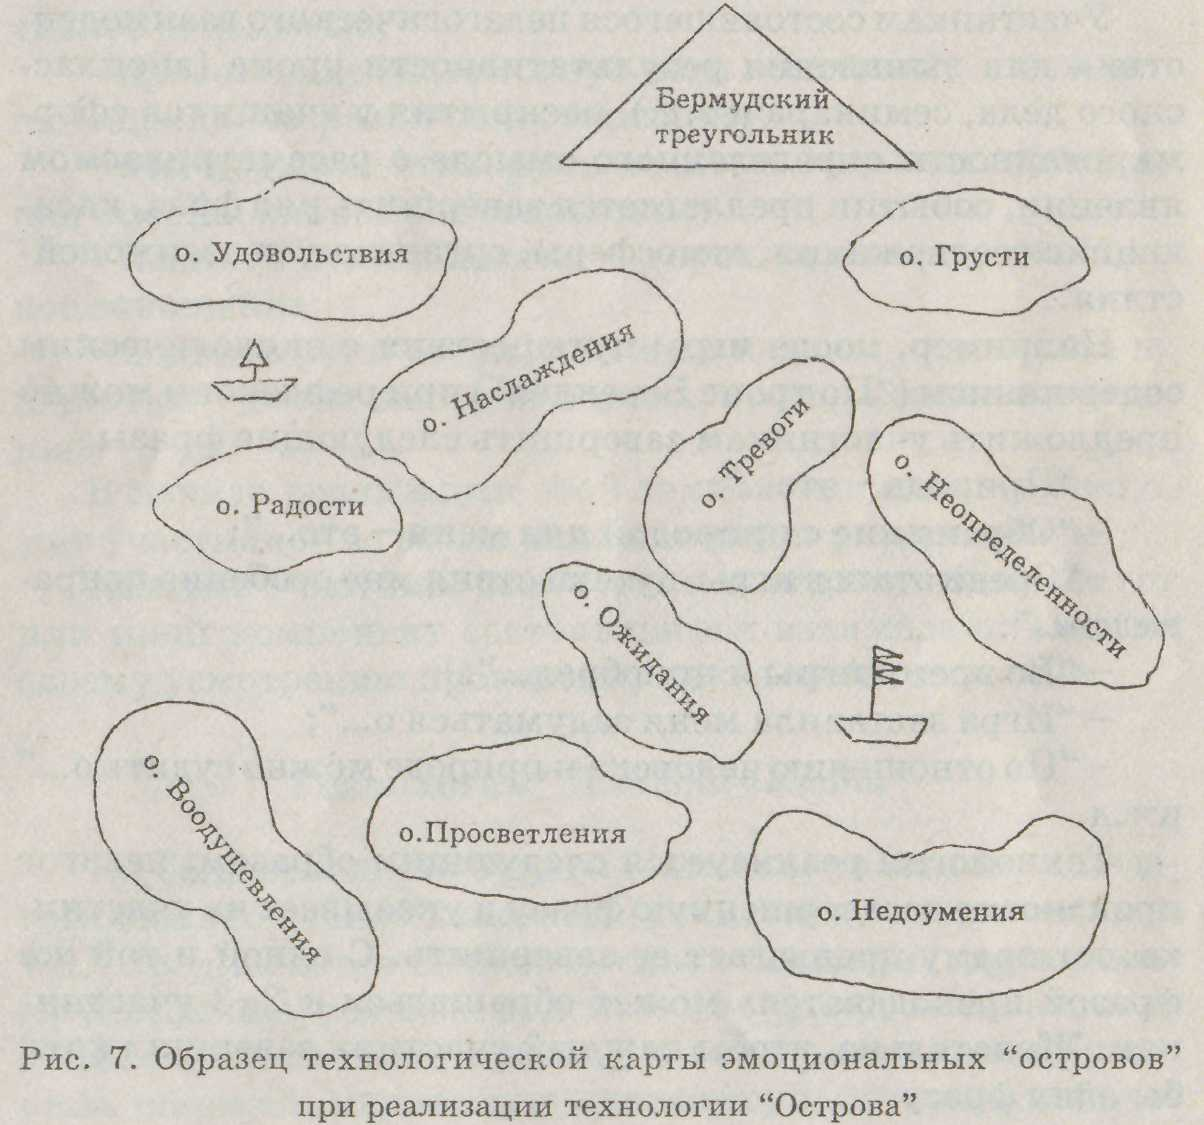 Бермудский
треугольник
о. Удовольствия
о. Грусти
о. Наслаждения
о. Тревоги
о. Неопределенности
о. Радости
о. Ожидания
о. Воодушевления
о.Просветления
о. Недоумения
Рис. 7. Образец технологической карты эмоциональных “островов”
при реализации технологии “Острова”